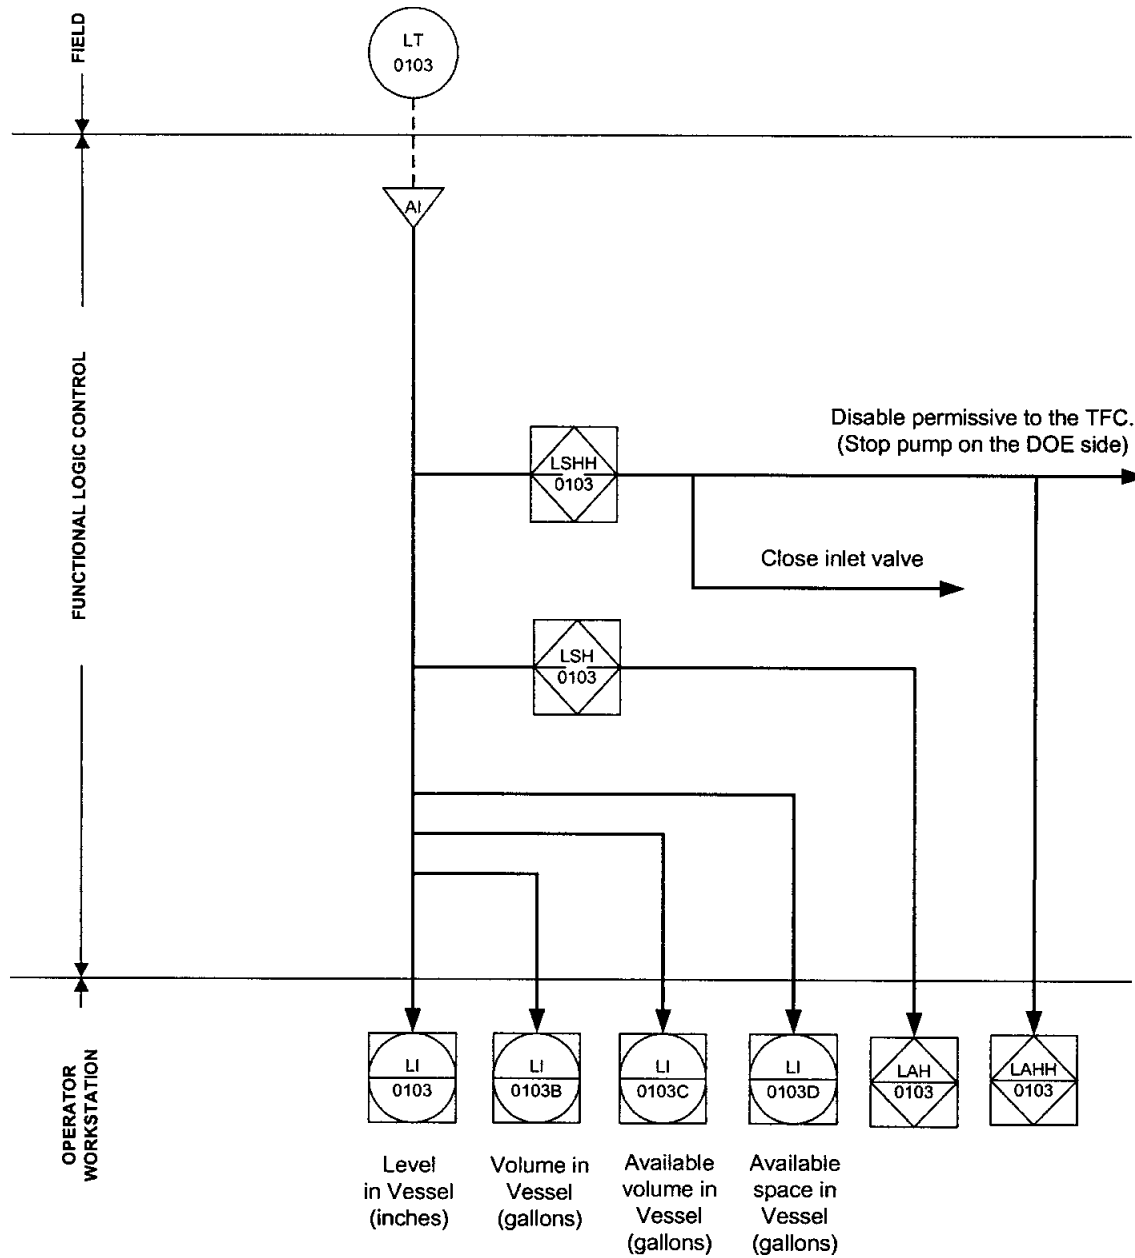 FIELD
LT
0103
AI
FUNCTIONAL LOGIC CONTROL
Disable permissive to the TFC.
(Stop pump on the DOE side)
LSHH
0103
Close inlet valve
LSH
0103
OPERATOR
WORKSTATION
LI
0103
LI
0103B
LI
0103C
LI
0103D
LAH
0103
LAHH
0103
Level
in Vessel
(inches)
Volume in
Vessel
(gallons)
Available
volume in
Vessel
(gallons)
Available
space in
Vessel
(gallons)